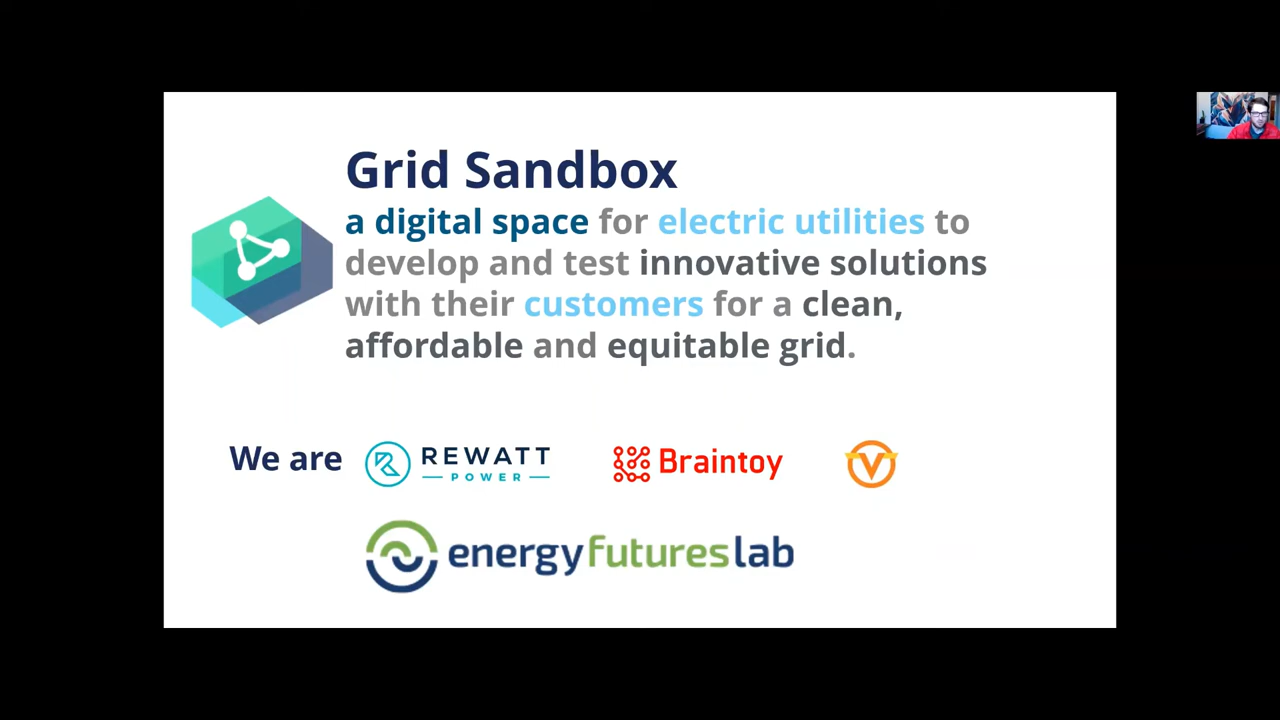 Grid Sandbox
a digital space for electric utilities to
develop and test innovative solutions
with their customers for a clean,
affordable and equitable grid.
We are
REWATT
POWER
Braintoy
V
energyfutureslab